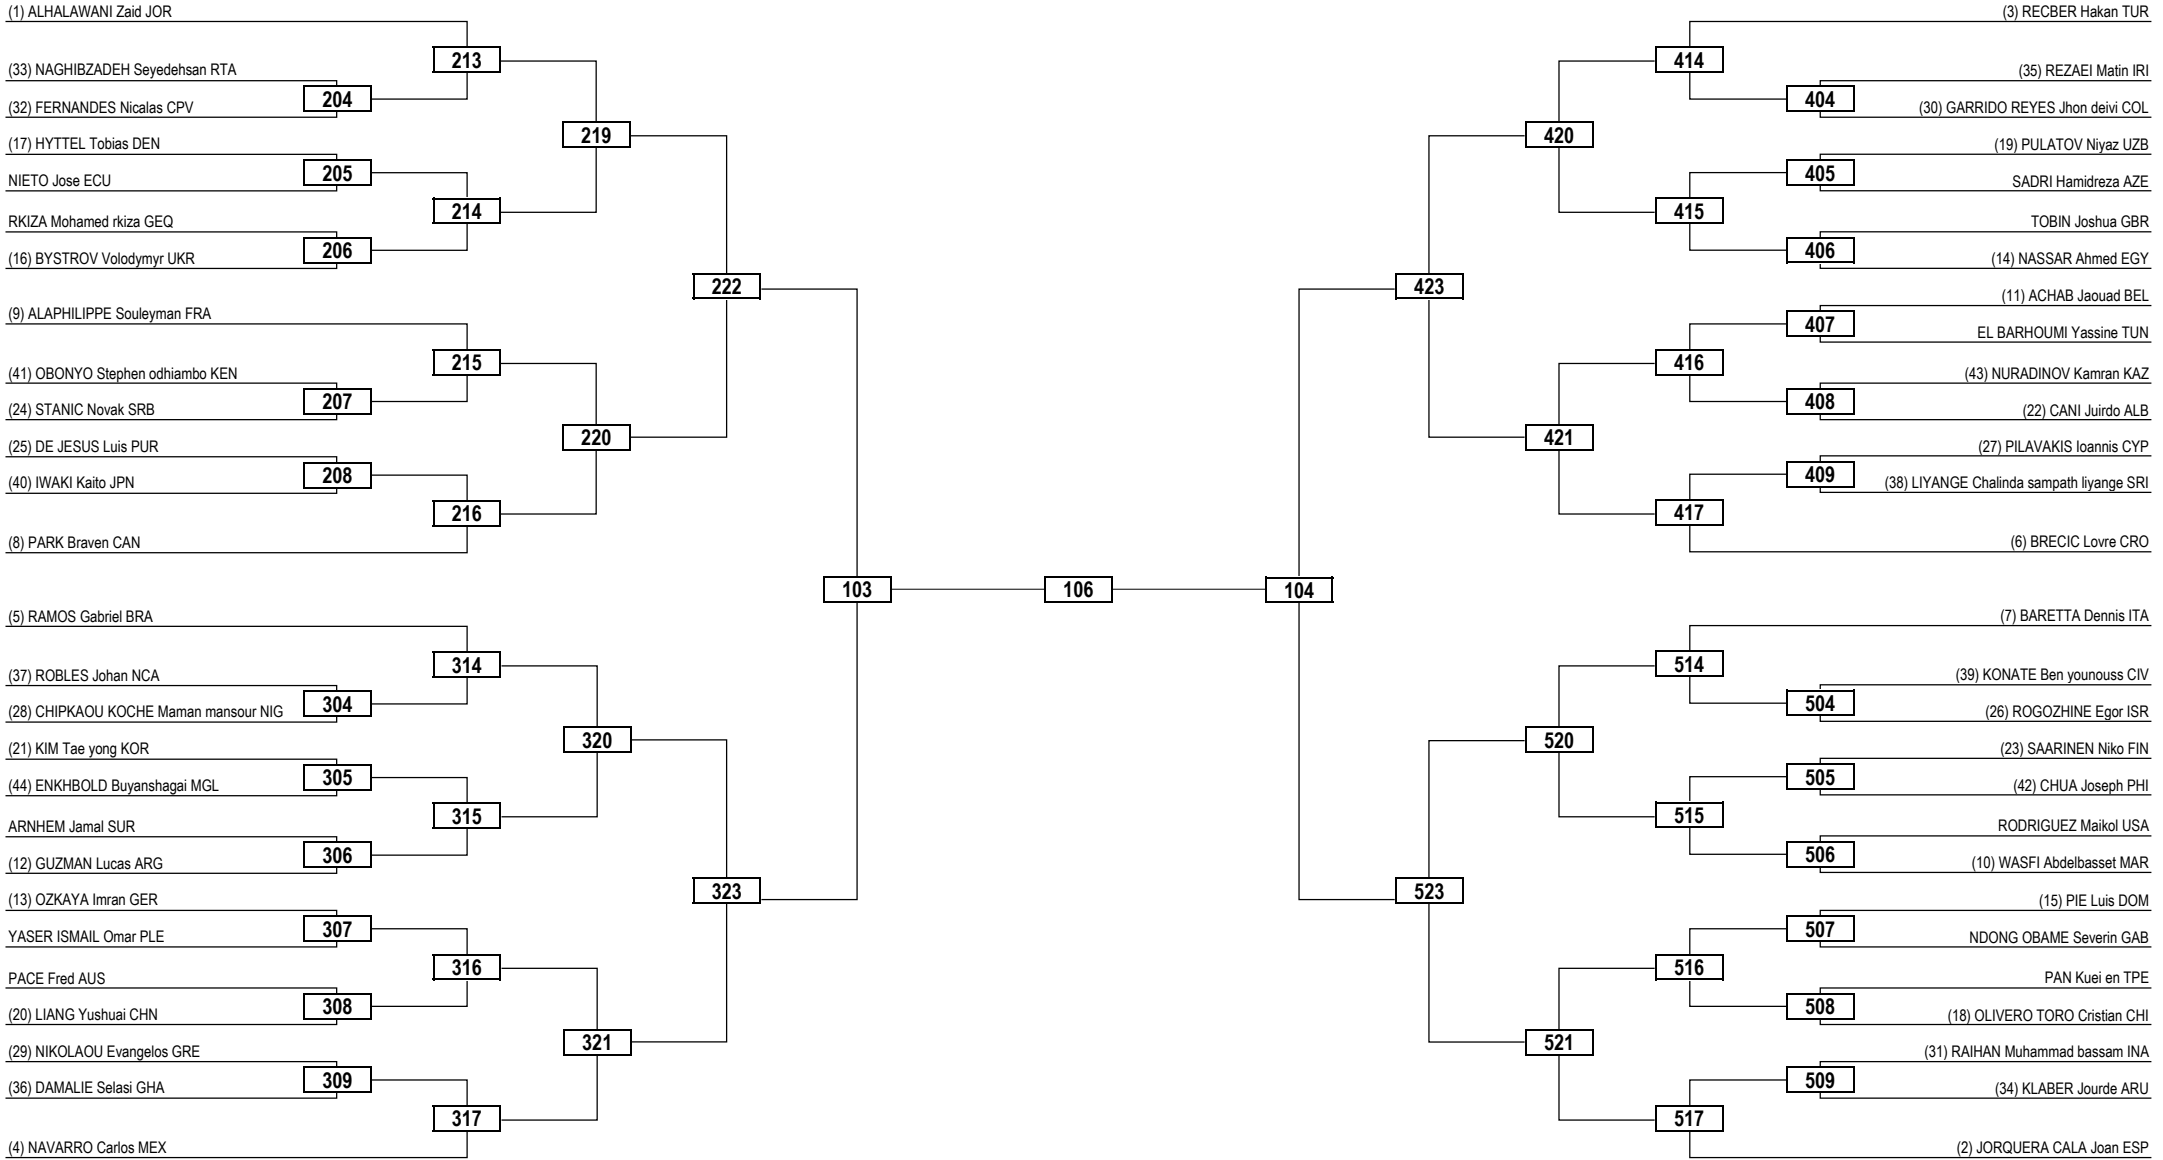 (1) ALHALAWANI Zaid JOR
213
(33) NAGHIBZADEH Seyedehsan RTA
204
(32) FERNANDES Nicalas CPV
219
(17) HYTTEL Tobias DEN
205
NIETO Jose ECU
214
RKIZA Mohamed rkiza GEQ
206
(16) BYSTROV Volodymyr UKR
222
(9) ALAPHILIPPE Souleyman FRA
215
(41) OBONYO Stephen odhiambo KEN
207
(24) STANIC Novak SRB
220
(25) DE JESUS Luis PUR
208
(40) IWAKI Kaito JPN
216
(8) PARK Braven CAN
103
106
104
(5) RAMOS Gabriel BRA
314
(37) ROBLES Johan NCA
304
(28) CHIPKAOU KOCHE Maman mansour NIG
320
(21) KIM Tae yong KOR
305
(44) ENKHBOLD Buyanshagai MGL
315
ARNHEM Jamal SUR
306
(12) GUZMAN Lucas ARG
323
(13) OZKAYA Imran GER
307
YASER ISMAIL Omar PLE
316
PACE Fred AUS
308
(20) LIANG Yushuai CHN
321
(29) NIKOLAOU Evangelos GRE
309
(36) DAMALIE Selasi GHA
317
(4) NAVARRO Carlos MEX
(3) RECBER Hakan TUR
414
(35) REZAEI Matin IRI
404
(30) GARRIDO REYES Jhon deivi COL
420
(19) PULATOV Niyaz UZB
405
SADRI Hamidreza AZE
415
TOBIN Joshua GBR
406
(14) NASSAR Ahmed EGY
423
(11) ACHAB Jaouad BEL
407
EL BARHOUMI Yassine TUN
416
(43) NURADINOV Kamran KAZ
408
(22) CANI Juirdo ALB
421
(27) PILAVAKIS Ioannis CYP
409
(38) LIYANGE Chalinda sampath liyange SRI
417
(6) BRECIC Lovre CRO
(7) BARETTA Dennis ITA
514
(39) KONATE Ben younouss CIV
504
(26) ROGOZHINE Egor ISR
520
(23) SAARINEN Niko FIN
505
(42) CHUA Joseph PHI
515
RODRIGUEZ Maikol USA
506
(10) WASFI Abdelbasset MAR
523
(15) PIE Luis DOM
507
NDONG OBAME Severin GAB
516
PAN Kuei en TPE
508
(18) OLIVERO TORO Cristian CHI
521
(31) RAIHAN Muhammad bassam INA
509
(34) KLABER Jourde ARU
517
(2) JORQUERA CALA Joan ESP